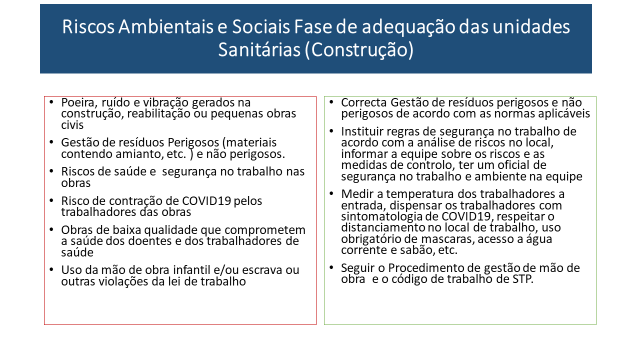 Riscos Ambientais e Sociais Fase de adequação das unidades
Sanitárias (Construção)
• Poeira, ruído e vibração gerados na
construção, reabilitação ou pequenas obras
civis
• Gestão de resíduos Perigosos (materiais
contendo amianto, etc. ) e não perigosos.
• Riscos de saúde e segurança no trabalho nas
obras
• Risco de contração de COVID19 pelos
trabalhadores das obras
• Obras de baixa qualidade que comprometem
a saúde dos doentes e dos trabalhadores de
saúde
• Uso da mão de obra infantil e/ou escrava ou
outras violações da lei de trabalho
• Correcta Gestão de resíduos perigosos e não
perigosos de acordo com as normas aplicáveis
• Instituir regras de segurança no trabalho de
acordo com a análise de riscos no local,
informar a equipe sobre os riscos e as
medidas de controlo, ter um oficial de
segurança no trabalho e ambiente na equipe
• Medir a temperatura dos trabalhadores a
entrada, dispensar os trabalhadores com
sintomatologia de COVID19, respeitar o
distanciamento no local de trabalho, uso
obrigatório de mascaras, acesso a água
corrente e sabão, etc.
• Seguir o Procedimento de gestão de mão de
obra e o código de trabalho de STP.